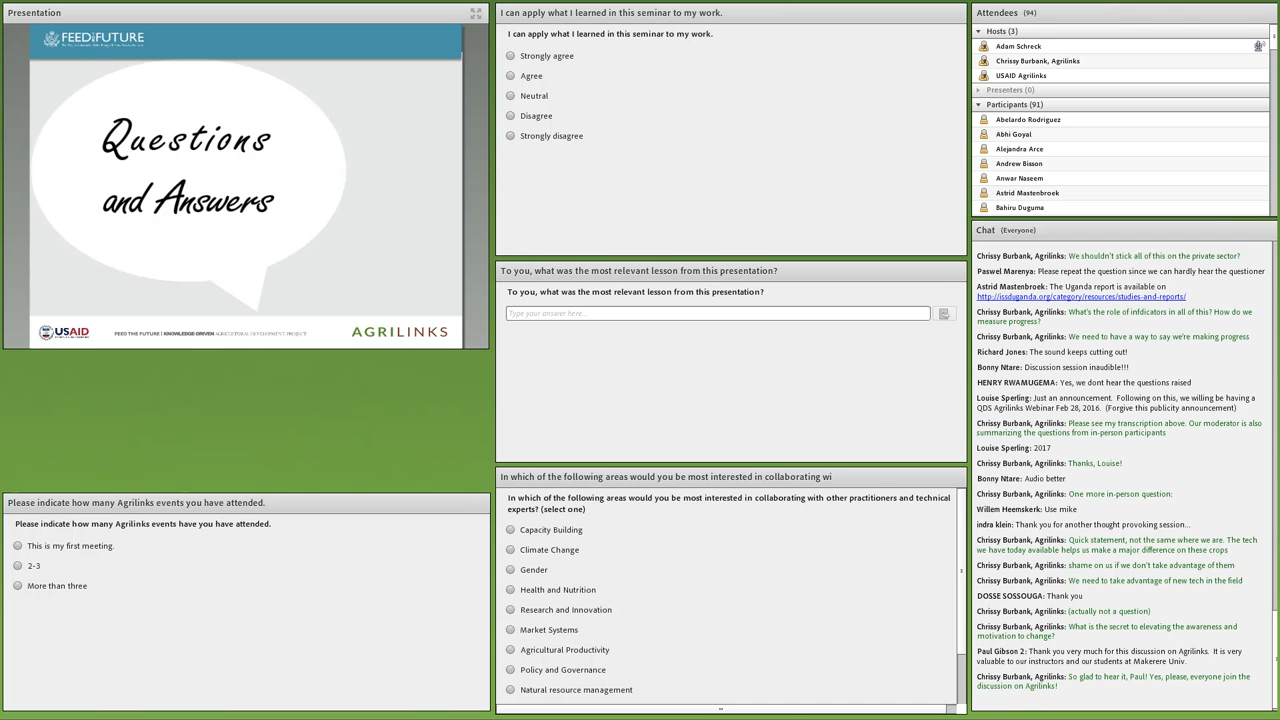 Presentation
FEED THE FUTURE
Questions
and Answers
USAID
FEED THE FUTURE | KNOWLEDGE-DRIVEN AGRICULTURAL DEVELOPMENT PROJECT
AGRILINKS
Please indicate how many Agrilinks events you have attended.
Please indicate how many Agrilinks events have you have attended.
This is my first meeting.
2-3
More than three
I can apply what I learned in this seminar to my work.
I can apply what I learned in this seminar to my work.
Strongly agree
Agree
Neutral
Disagree
Strongly disagree
To you, what was the most relevant lesson from this presentation?
To you, what was the most relevant lesson from this presentation?
Type your answer here...
In which of the following areas would you be most interested in collaborating wi
In which of the following areas would you be most interested in collaborating with other practitioners and technical
experts? (select one)
Capacity Building
Climate Change
Gender
Health and Nutrition
Research and Innovation
Market Systems
Agricultural Productivity
Policy and Governance
Natural resource management
Attendees (94)
Hosts (3)
Adam Schreck
Chrissy Burbank, Agrilinks
USAID Agrilinks
Presenters (0)
Participants (91)
Abelardo Rodriguez
Abhi Goyal
Alejandra Arce
Andrew Bisson
Anwar Naseem
Astrid Mastenbroek
Bahiru Duguma
Chat (Everyone)
Chrissy Burbank, Agrilinks: We shouldn't stick all of this on the private sector?
Paswel Marenya: Please repeat the question since we can hardly hear the questioner
Astrid Mastenbroek: The Uganda report is available on
http://issduganda.org/category/resources/studies-and-reports/
Chrissy Burbank, Agrilinks: What's the role of infdicators in all of this? How do we
measure progress?
Chrissy Burbank, Agrilinks: We need to have a way to say we're making progress
Richard Jones: The sound keeps cutting out!
Bonny Ntare: Discussion session inaudible!!!
HENRY RWAMUGEMA: Yes, we dont hear the questions raised
Louise Sperling: Just an announcement. Following on this, we willing be having a
QDS Agrilinks Webinar Feb 28, 2016. (Forgive this publicity announcement)
Chrissy Burbank, Agrilinks: Please see my transcription above. Our moderator is also
summarizing the questions from in-person participants
Louise Sperling: 2017
Chrissy Burbank, Agrilinks: Thanks, Louise!
Bonny Ntare: Audio better
Chrissy Burbank, Agrilinks: One more in-person question:
Willem Heemskerk: Use mike
indra klein: Thank you for another thought provoking session...
Chrissy Burbank, Agrilinks: Quick statement, not the same where we are. The tech
we have today available helps us make a major difference on these crops
Chrissy Burbank, Agrilinks: shame on us if we don't take advantage of them
Chrissy Burbank, Agrilinks: We need to take advantage of new tech in the field
DOSSE SOSSOUGA: Thank you
Chrissy Burbank, Agrilinks: (actually not a question)
Chrissy Burbank, Agrilinks: What is the secret to elevating the awareness and
motivation to change?
Paul Gibson 2: Thank you very much for this discussion on Agrilinks. It is very
valuable to our instructors and our students at Makerere Univ.
Chrissy Burbank, Agrilinks: So glad to hear it, Paul! Yes, please, everyone join the
discussion on Agrilinks!